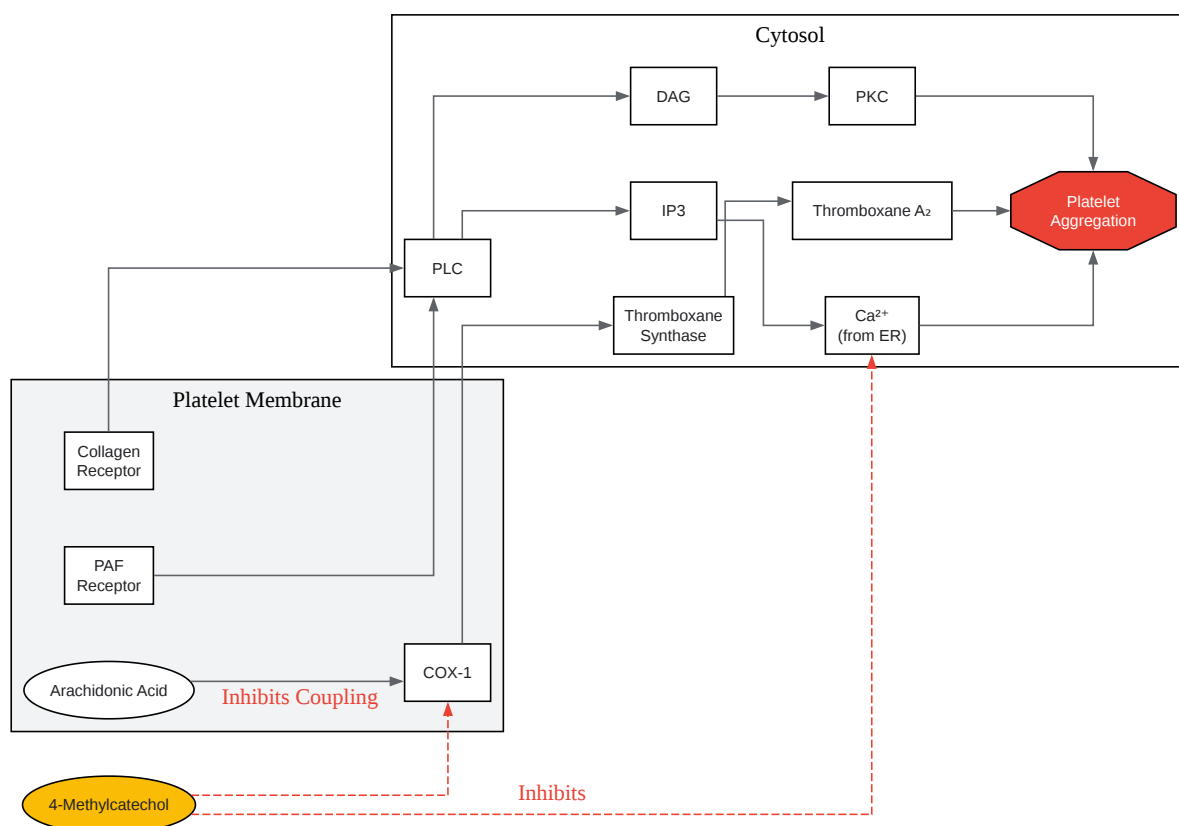 Cytosol
DAG
PKC
IP3
Thromboxane A₂
Platelet
Aggregation
PLC
Thromboxane
Synthase
Ca²⁺
(from ER)
Platelet Membrane
Collagen
Receptor
PAF
Receptor
Arachidonic Acid
Inhibits Coupling
COX-1
4-Methylcatechol
Inhibits